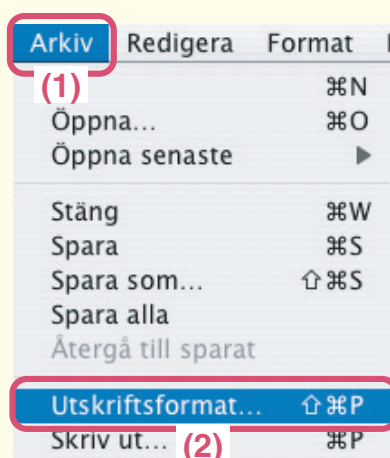 Arkiv Redigera Format
(1) ⌘N
Öppna... ⌘O
Öppna senaste ▶
Stäng ⌘W
Spara ⌘S
Spara som... ⇧⌘S
Spara alla
Återgå till sparat
Utskriftsformat... ⇧⌘P
Skriv ut... ⌘P
(2)